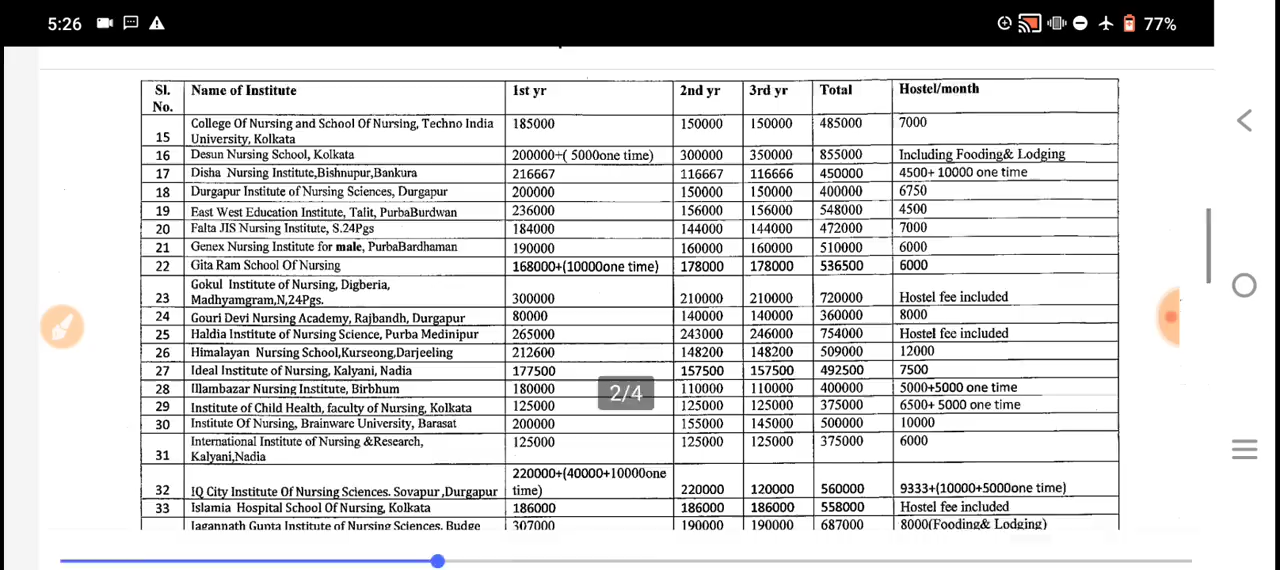 5:26
77%
Sl. No. Name of Institute 1st yr 2nd yr 3rd yr Total Hostel/month
15 College Of Nursing and School Of Nursing, Techno India University, Kolkata 185000 150000 150000 485000 7000
16 Desun Nursing School, Kolkata 200000+( 5000one time) 300000 350000 855000 Including Fooding& Lodging
17 Disha Nursing Institute,Bishnupur,Bankura 216667 116667 116666 450000 4500+ 10000 one time
18 Durgapur Institute of Nursing Sciences, Durgapur 200000 150000 150000 400000 6750
19 East West Education Institute, Talit, PurbaBurdwan 236000 156000 156000 548000 4500
20 Falta JIS Nursing Institute, S.24Pgs 184000 144000 144000 472000 7000
21 Genex Nursing Institute for male, PurbaBardhaman 190000 160000 160000 510000 6000
22 Gita Ram School Of Nursing 168000+(10000one time) 178000 178000 536500 6000
23 Gokul Institute of Nursing, Digberia, Madhyamgram,N,24Pgs. 300000 210000 210000 720000 Hostel fee included
24 Gouri Devi Nursing Academy, Rajbandh, Durgapur 80000 140000 140000 360000 8000
25 Haldia Institute of Nursing Science, Purba Medinipur 265000 243000 246000 754000 Hostel fee included
26 Himalayan Nursing School,Kurseong,Darjeeling 212600 148200 148200 509000 12000
27 Ideal Institute of Nursing, Kalyani, Nadia 177500 157500 157500 492500 7500
28 Illambazar Nursing Institute, Birbhum 180000 110000 110000 400000 5000+5000 one time
2/4
29 Institute of Child Health, faculty of Nursing, Kolkata 125000 125000 125000 375000 6500+ 5000 one time
30 Institute Of Nursing, Brainware University, Barasat 200000 155000 145000 500000 10000
31 International Institute of Nursing &Research, Kalyani,Nadia 125000 125000 125000 375000 6000
32 IQ City Institute Of Nursing Sciences. Sovapur ,Durgapur 220000+(40000+10000one time) 220000 120000 560000 9333+(10000+5000one time)
33 Islamia Hospital School Of Nursing, Kolkata 186000 186000 186000 558000 Hostel fee included
Jagannath Gupta Institute of Nursing Sciences, Budge 307000 190000 190000 687000 8000(Fooding& Lodging)